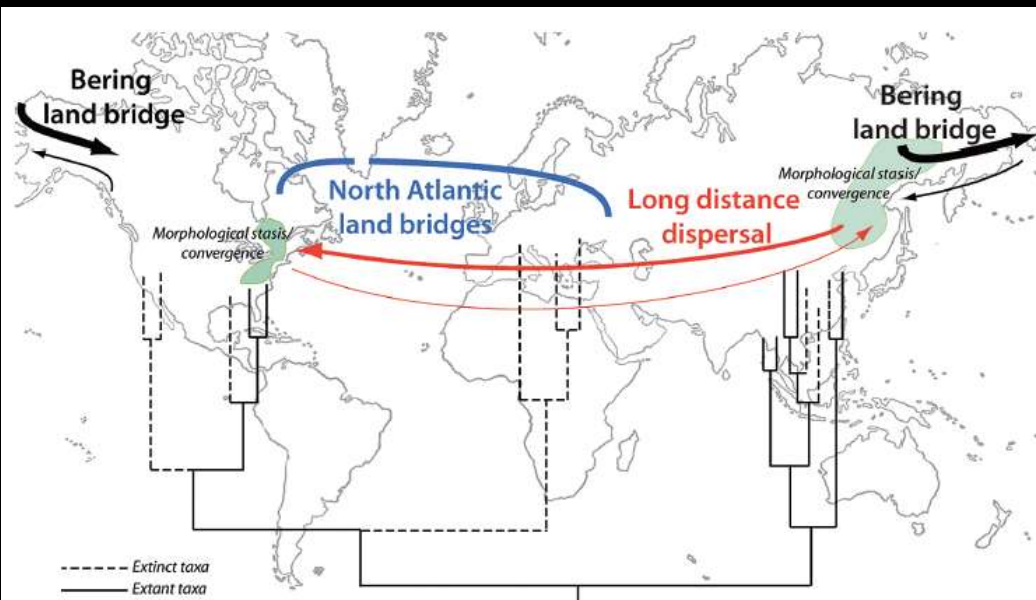 Bering
land bridge
Bering
land bridge
Morphological stasis/
convergence
North Atlantic
land bridges
Long distance
dispersal
Morphological stasis/
convergence
Extinct taxa
Extant taxa